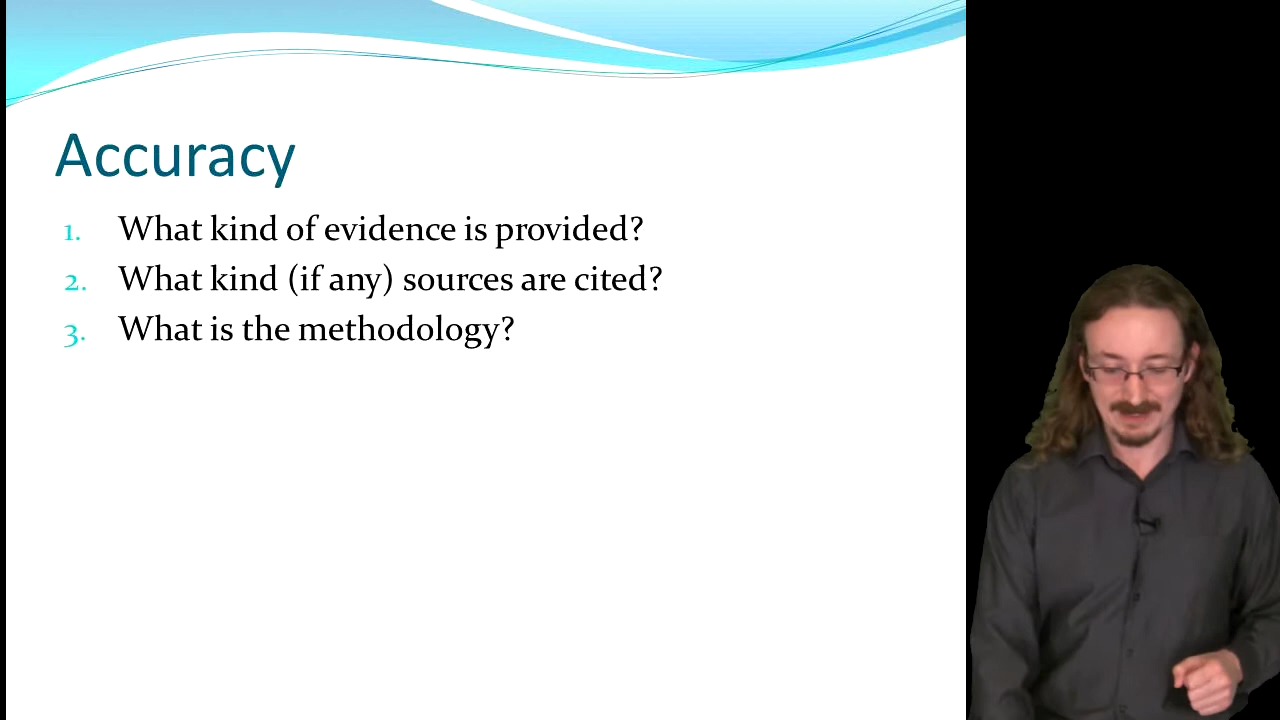 Accuracy
1. What kind of evidence is provided?
2. What kind (if any) sources are cited?
3. What is the methodology?